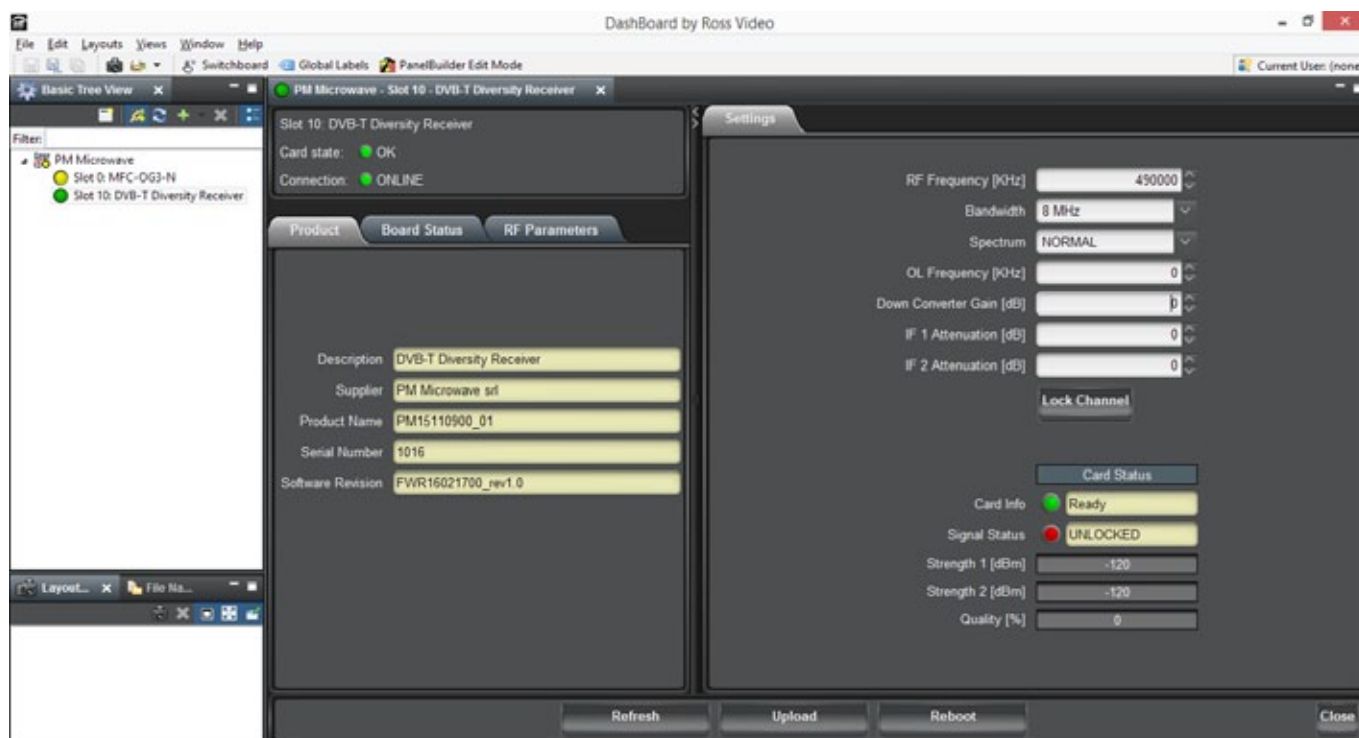 DashBoard by Ross Video
File Edit Layouts Views Window Help
Switchboard Global Labels PanelBuilder Edit Mode
Current User: (none
Basic Tree View
Filter:
PM Microwave
Slot 0: MFC-OG3-N
Slot 10: DVB-T Diversity Receiver
Layout...
File Na...
PM Microwave - Slot 10 - DVB-T Diversity Receiver
Slot 10: DVB-T Diversity Receiver
Card state: OK
Connection: ONLINE
Product Board Status RF Parameters
Description DVB-T Diversity Receiver
Supplier PM Microwave srl
Product Name PM15110900_01
Serial Number 1016
Software Revision FWR16021700_rev1.0
Settings
RF Frequency [KHz] 490000
Bandwidth 8 MHz
Spectrum NORMAL
OL Frequency [KHz] 0
Down Converter Gain [dB] 0
IF 1 Attenuation [dB] 0
IF 2 Attenuation [dB] 0
Lock Channel
Card Status
Card Info Ready
Signal Status UNLOCKED
Strength 1 [dBm] -120
Strength 2 [dBm] -120
Quality [%] 0
Refresh Upload Reboot Close